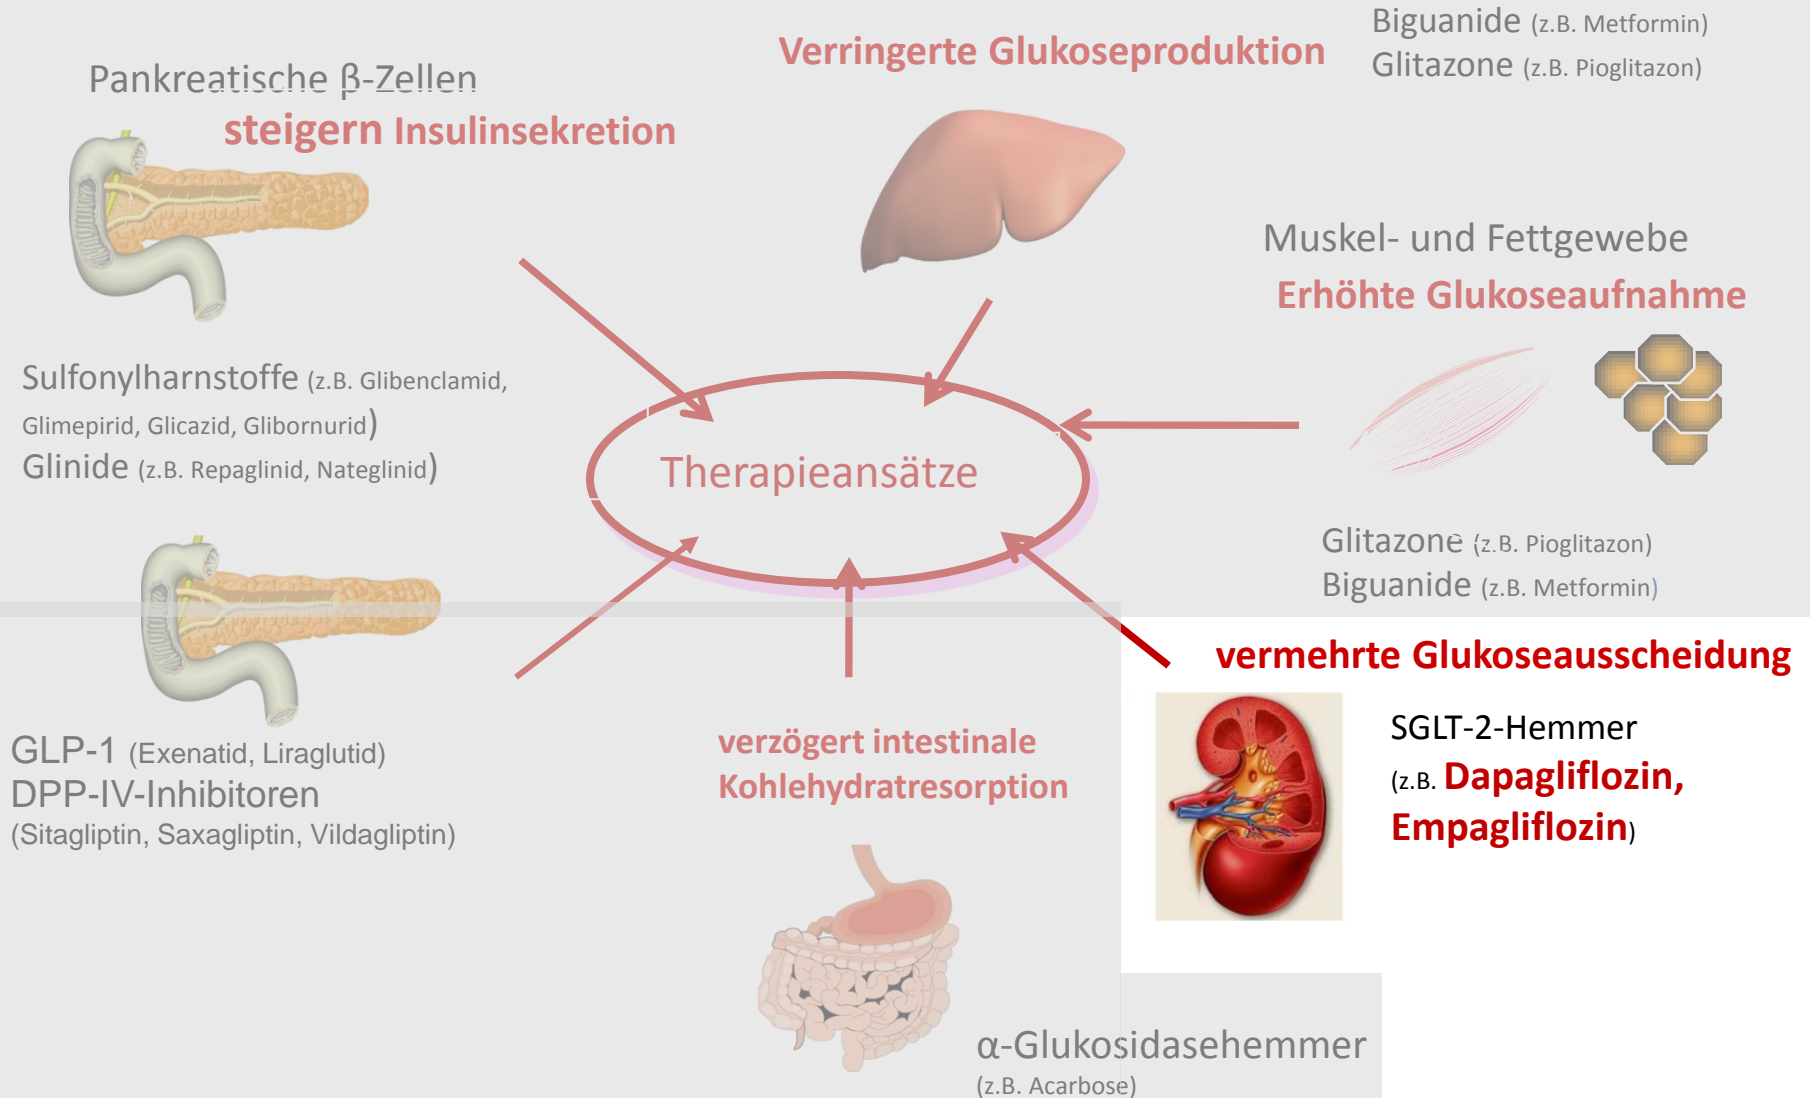 Pankreatische β-Zellen
steigern Insulinsekretion
Sulfonylharnstoffe (z.B. Glibenclamid,
Glimepirid, Glicazid, Glibornurid)
Glinide (z.B. Repaglinid, Nateglinid)
Verringerte Glukoseproduktion
Biguanide (z.B. Metformin)
Glitazone (z.B. Pioglitazon)
Muskel- und Fettgewebe
Erhöhte Glukoseaufnahme
Glitazone (z.B. Pioglitazon)
Biguanide (z.B. Metformin)
Therapieansätze
GLP-1 (Exenatid, Liraglutid)
DPP-IV-Inhibitoren
(Sitagliptin, Saxagliptin, Vildagliptin)
verzögert intestinale
Kohlehydratresorption
α-Glukosidasehemmer
(z.B. Acarbose)
vermehrte Glukoseausscheidung
SGLT-2-Hemmer
(z.B. Dapagliflozin,
Empagliflozin)